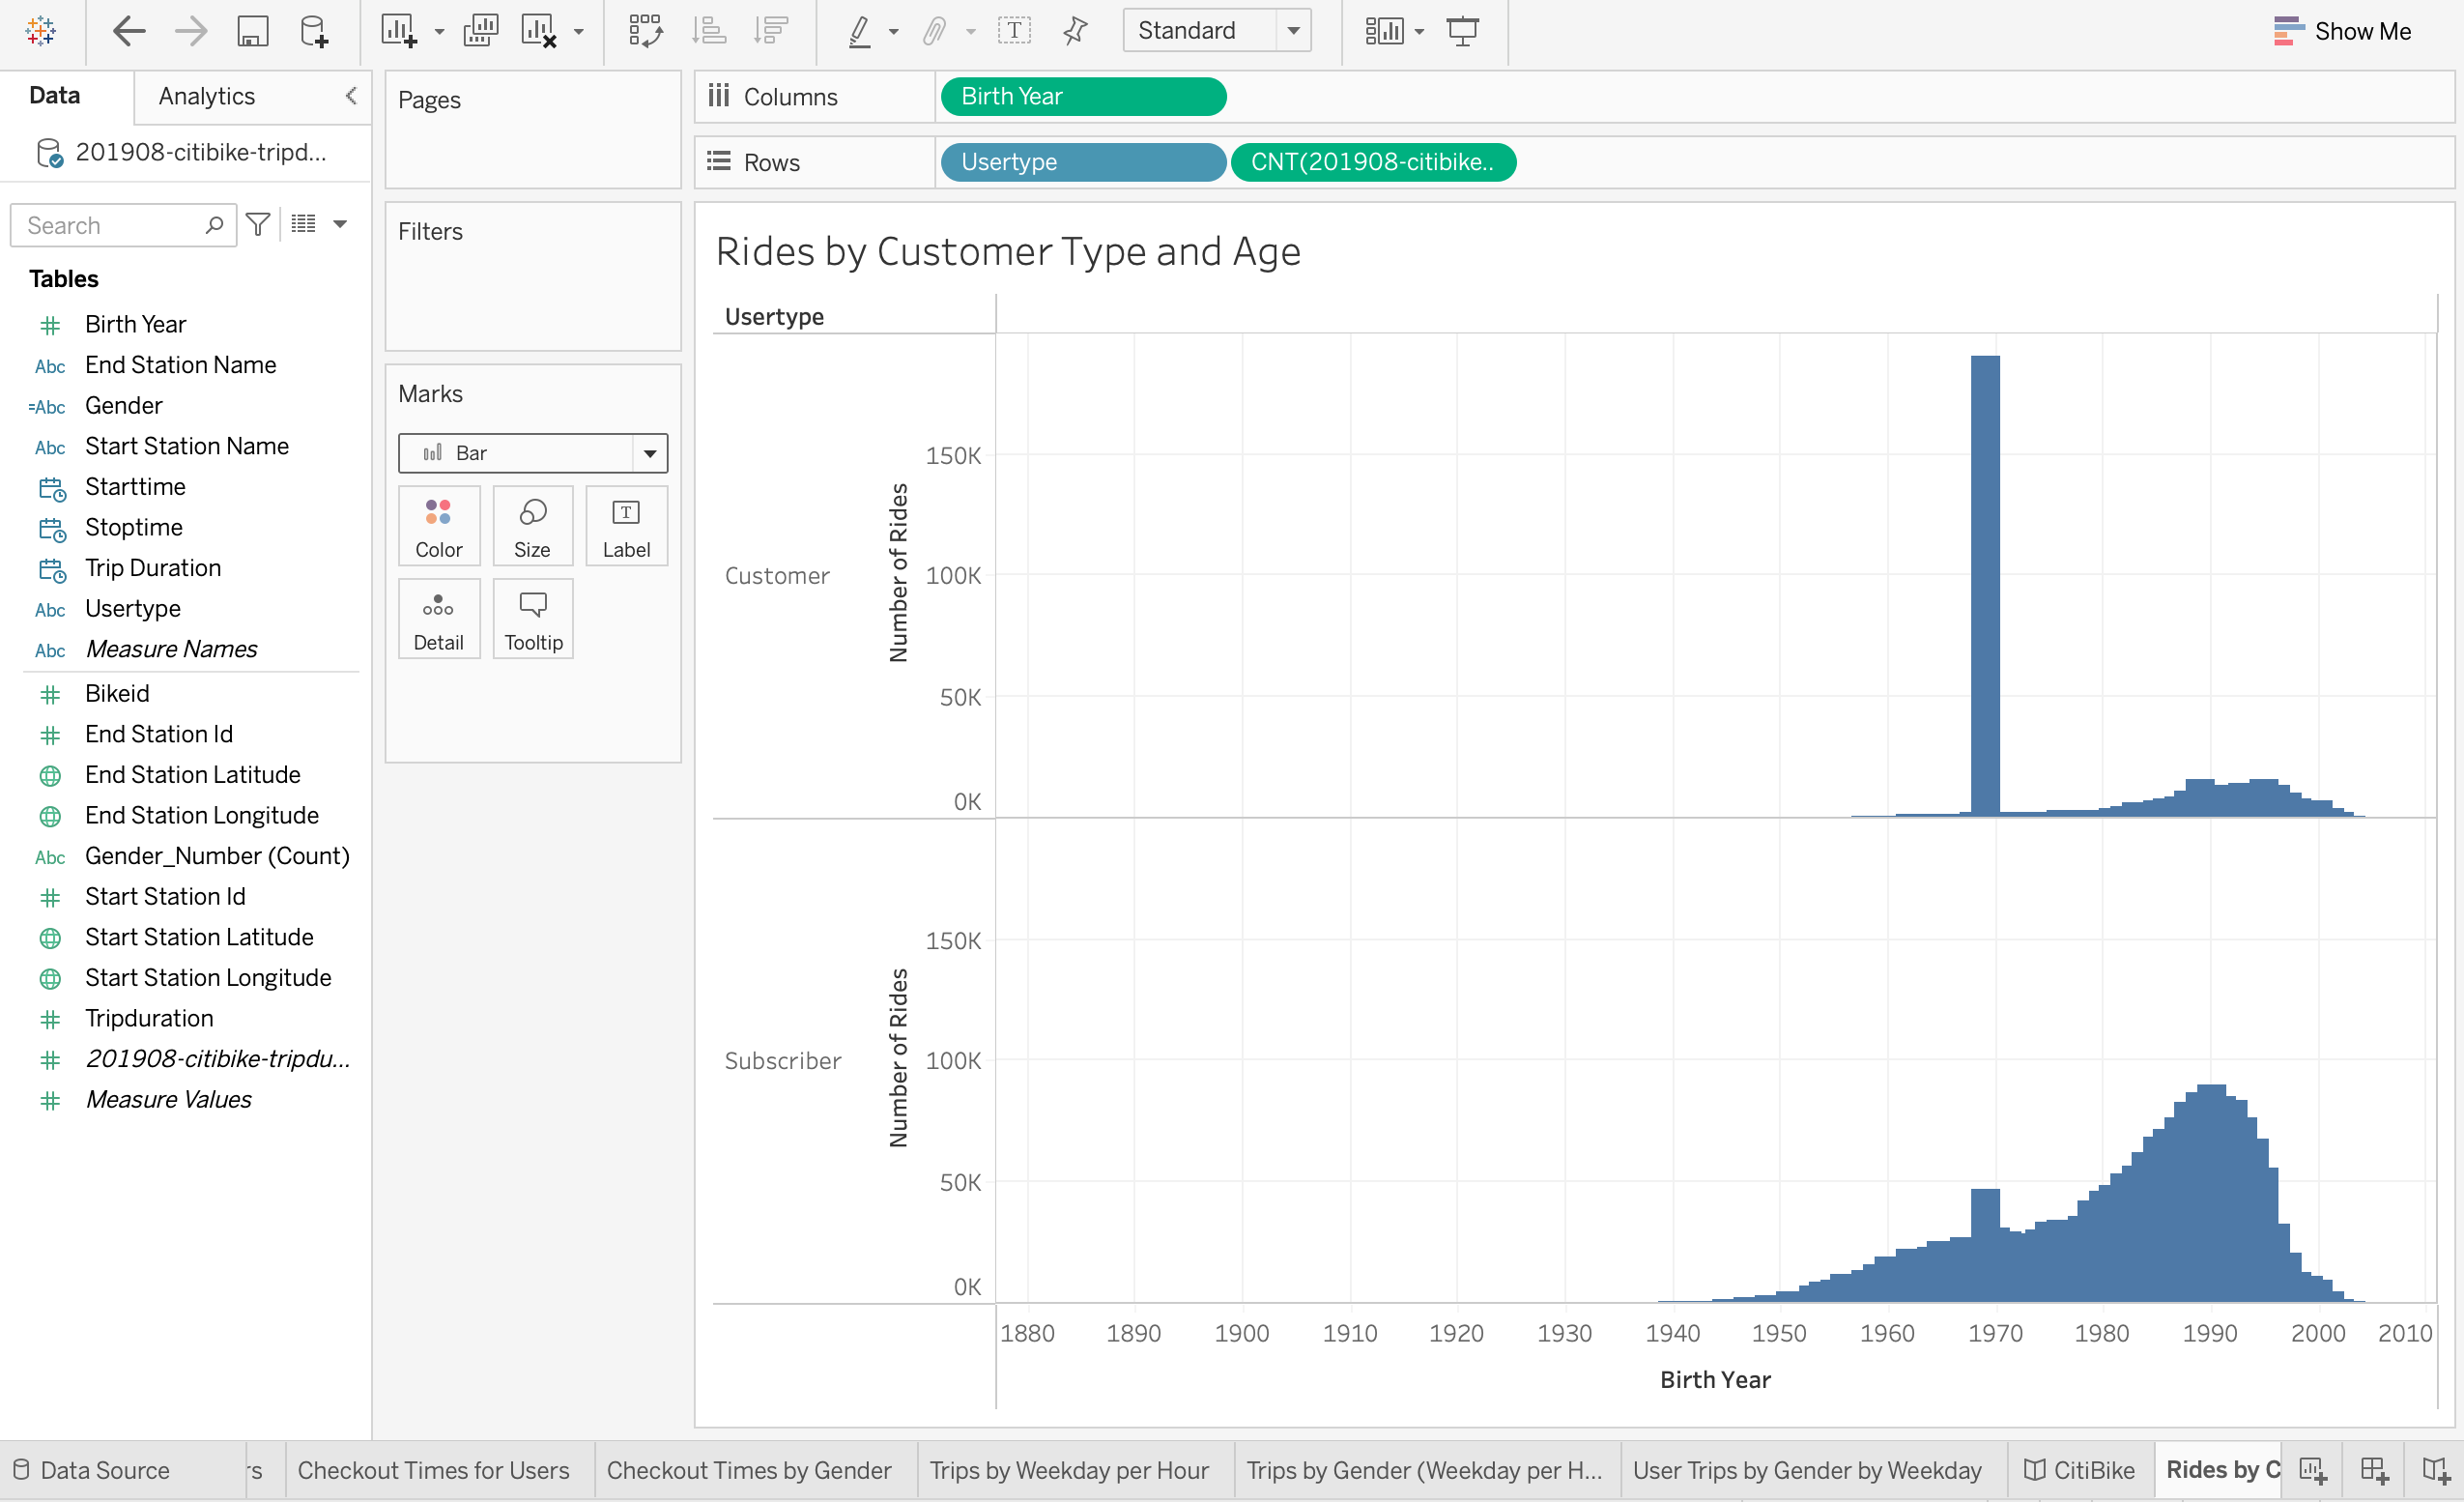 Standard
Show Me
Data
Analytics
201908-citibike-tripd...
Search
Tables
Birth Year
Abc End Station Name
=Abc Gender
Abc Start Station Name
Starttime
Stoptime
Trip Duration
Abc Usertype
Abc Measure Names
Bikeid
End Station Id
End Station Latitude
End Station Longitude
Abc Gender_Number (Count)
Start Station Id
Start Station Latitude
Start Station Longitude
Tripduration
201908-citibike-tripdu...
Measure Values
Pages
Filters
Marks
Bar
Color
Size
Label
Detail
Tooltip
Columns
Birth Year
Rows
Usertype
CNT(201908-citibike..
Rides by Customer Type and Age
Usertype
Customer
Number of Rides
150K
100K
50K
0K
Subscriber
Number of Rides
150K
100K
50K
0K
1880 1890 1900 1910 1920 1930 1940 1950 1960 1970 1980 1990 2000 2010
Birth Year
Data Source
rs
Checkout Times for Users
Checkout Times by Gender
Trips by Weekday per Hour
Trips by Gender (Weekday per H...
User Trips by Gender by Weekday
CitiBike
Rides by C